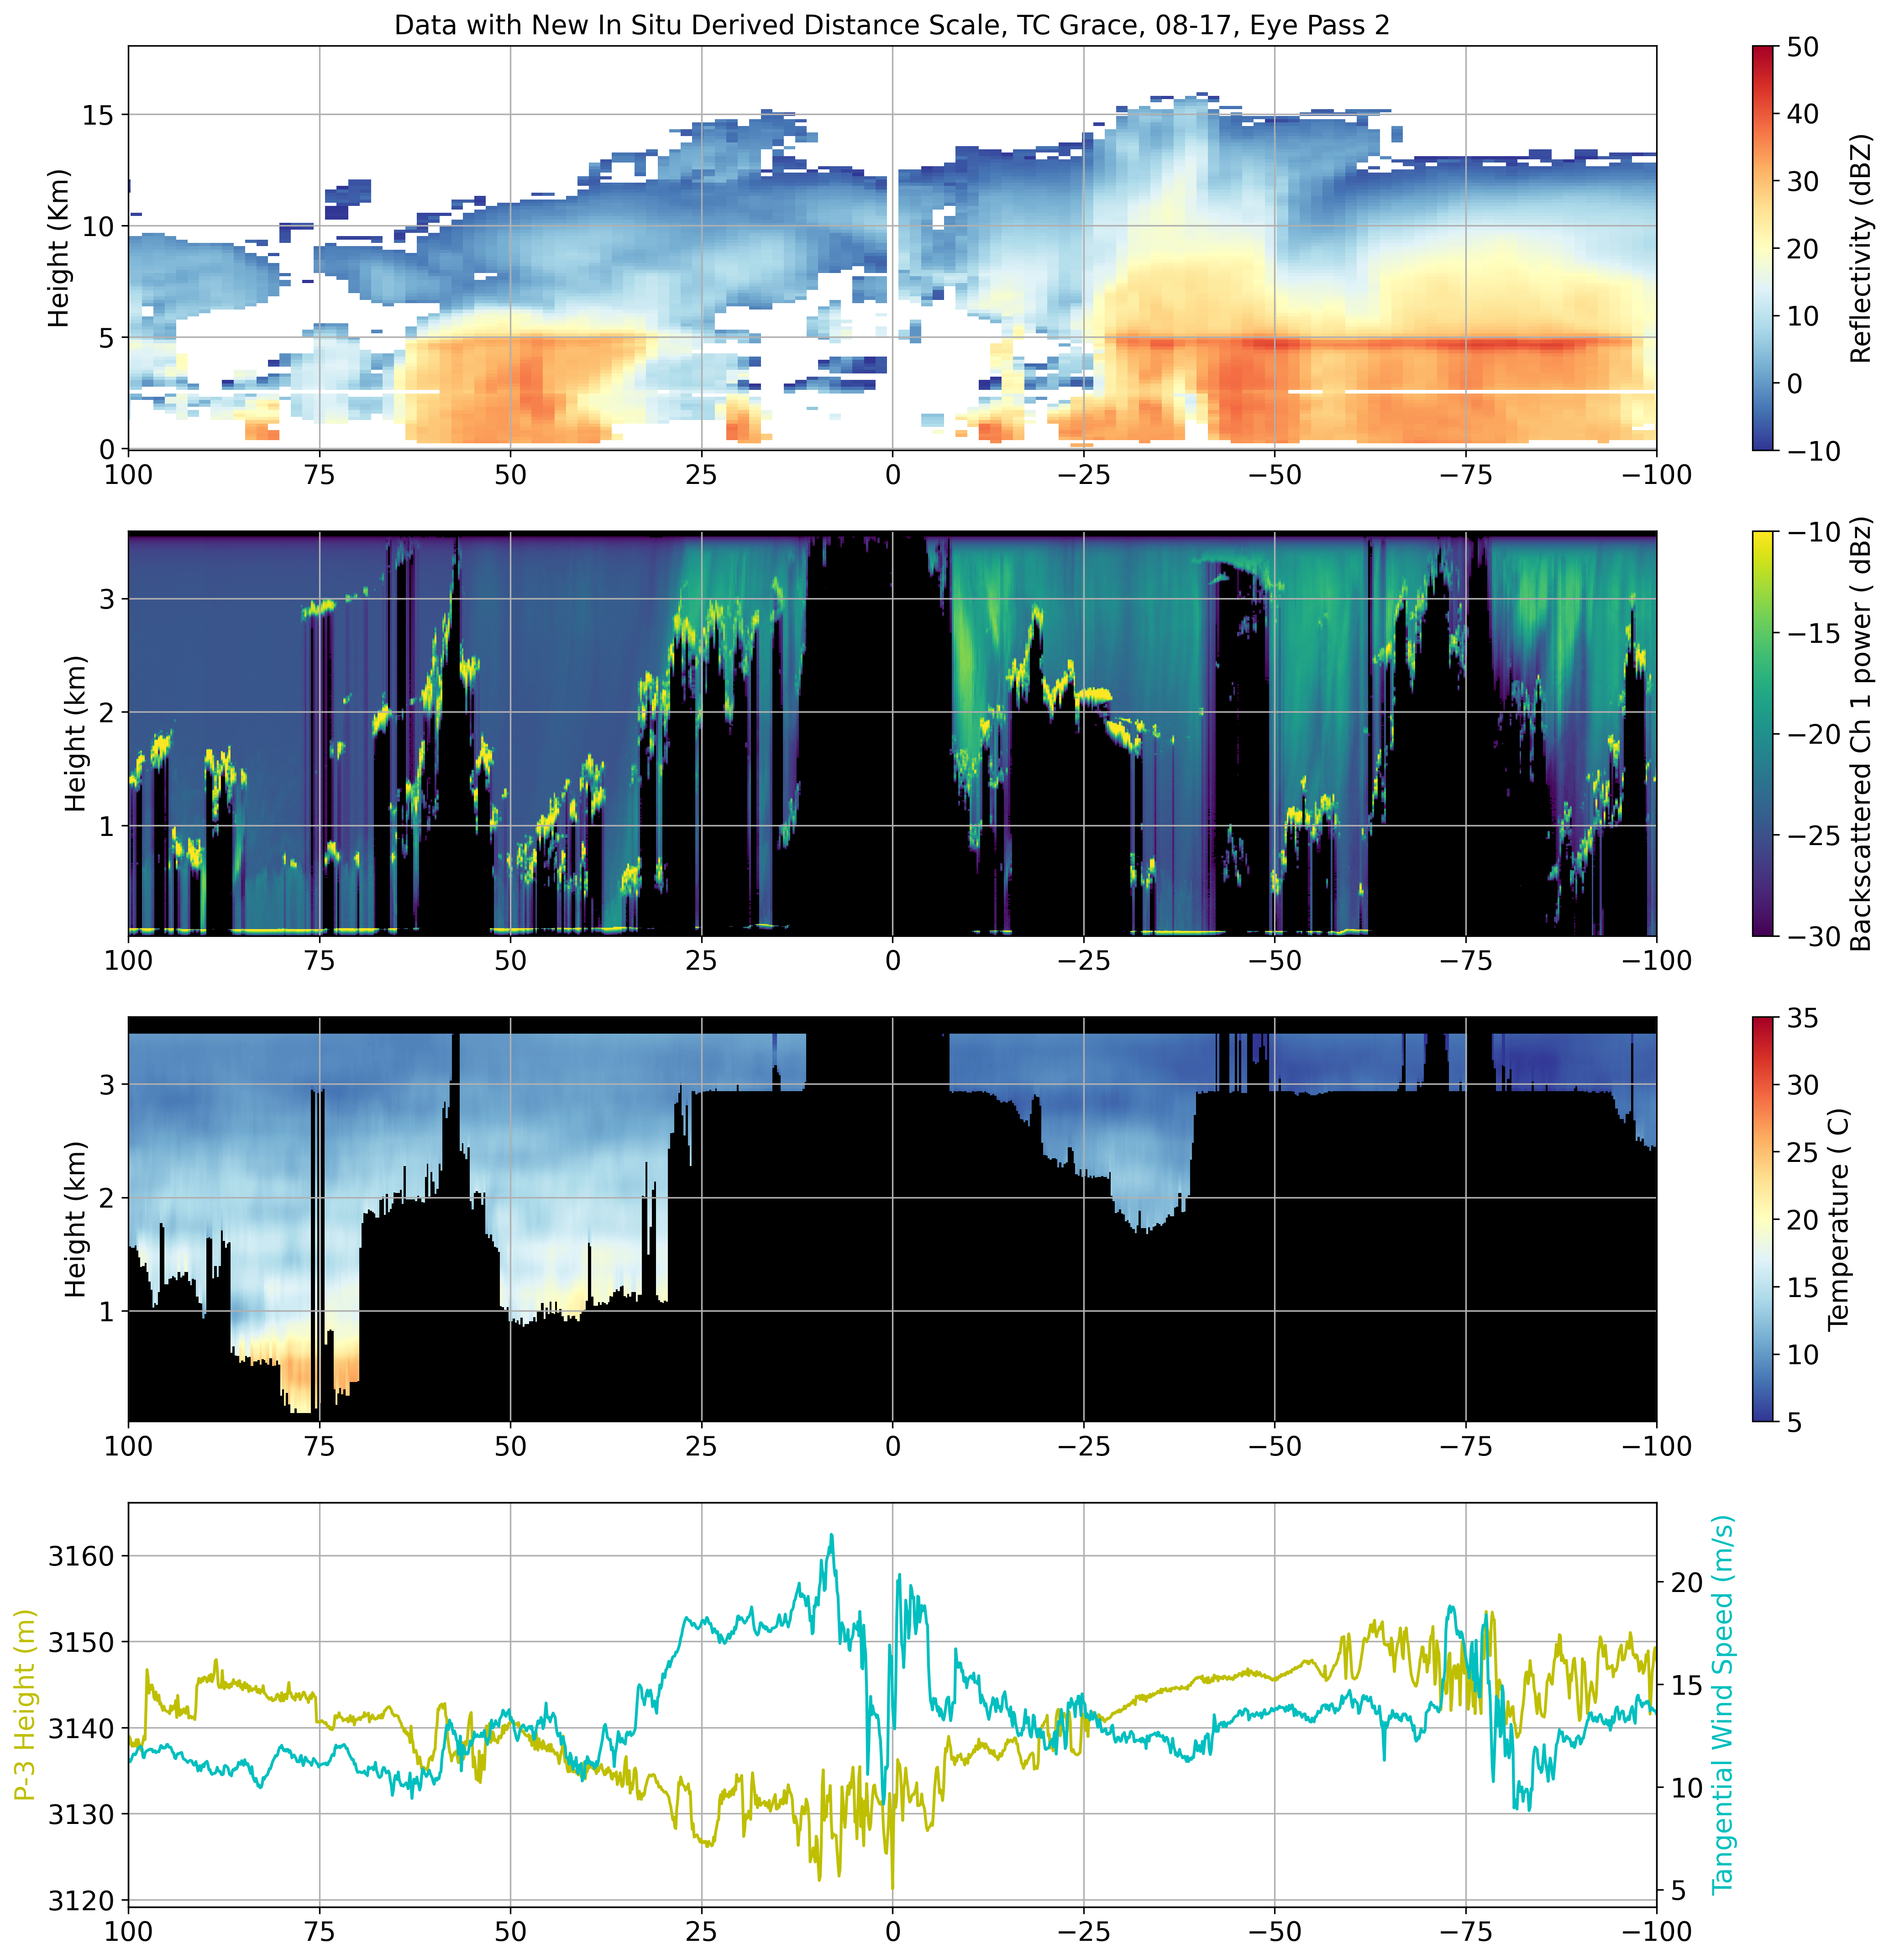 Data with New In Situ Derived Distance Scale, TC Grace, 08-17, Eye Pass 2
Height (Km)
15
10
5
0
100 75 50 25 0 −25 −50 −75 −100
50
40
30
20
10
0
−10
Reflectivity (dBZ)
Height (km)
3
2
1
100 75 50 25 0 −25 −50 −75 −100
−10
−15
−20
−25
−30
Backscattered Ch 1 power ( dBz)
Height (km)
3
2
1
100 75 50 25 0 −25 −50 −75 −100
35
30
25
20
15
10
5
Temperature ( C)
P-3 Height (m)
3160
3150
3140
3130
3120
100 75 50 25 0 −25 −50 −75 −100
20
15
10
5
Tangential Wind Speed (m/s)